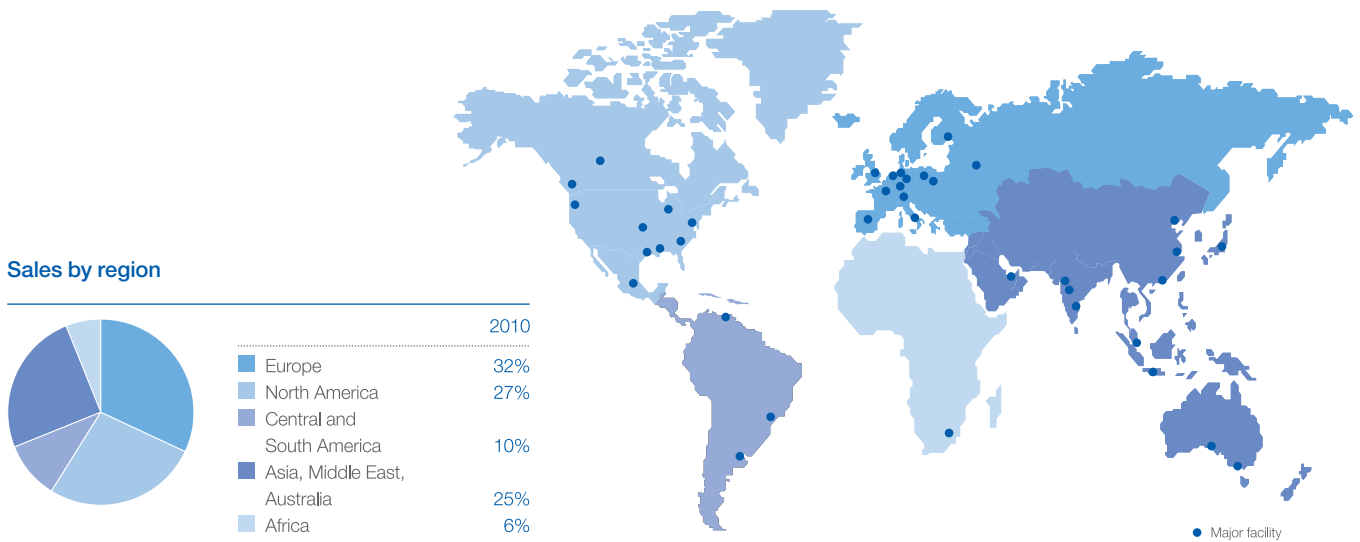 Sales by region
2010
Europe 32%
North America 27%
Central and
South America 10%
Asia, Middle East,
Australia 25%
Africa 6%
Major facility